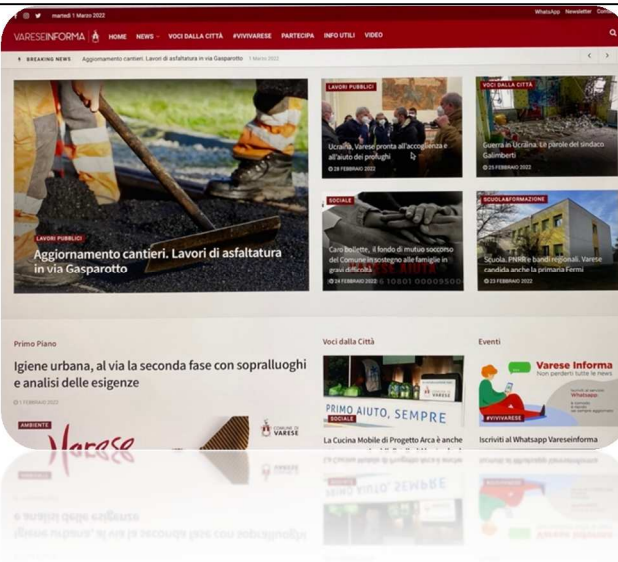 martedì 1 Marzo 2022
WhatsApp Newsletter
VARESEINFORMA
HOME NEWS VOCI DALLA CITTÀ #VIVIVARESE PARTECIPA INFO UTILI VIDEO
BREAKING NEWS Aggiornamento cantieri. Lavori di asfaltatura in via Gasparotto 1 Marzo 2022
LAVORI PUBBLICI
Aggiornamento cantieri. Lavori di asfaltatura
in via Gasparotto
LAVORI PUBBLICI
Ucraina, Varese pronta all'accoglienza e
all'aiuto dei profughi
28 FEBBRAIO 2022
VOCI DALLA CITTÀ
Guerra in Ucraina. Le parole del sindaco
Galimberti
25 FEBBRAIO 2022
SOCIALE
Caro bollette, il fondo di mutuo soccorso
del Comune in sostegno alle famiglie in
gravi difficoltà
VARESE AIUTA
24 FEBBRAIO 2022
SCUOLA&FORMAZIONE
Scuola. PNRR e bandi regionali. Varese
candida anche la primaria Fermi
23 FEBBRAIO 2022
Primo Piano
Igiene urbana, al via la seconda fase con sopralluoghi
e analisi delle esigenze
1 FEBBRAIO 2022
AMBIENTE
Varese
COMUNE DI
VARESE
Voci dalla Città
PRIMO AIUTO, SEMPRE
SOCIALE
La Cucina Mobile di Progetto Arca è anche
Eventi
Varese Informa
Non perderti tutte le news
Iscriviti al servizio
Whatsapp
#VIVIVARESE
Iscriviti al Whatsapp Vareseinforma